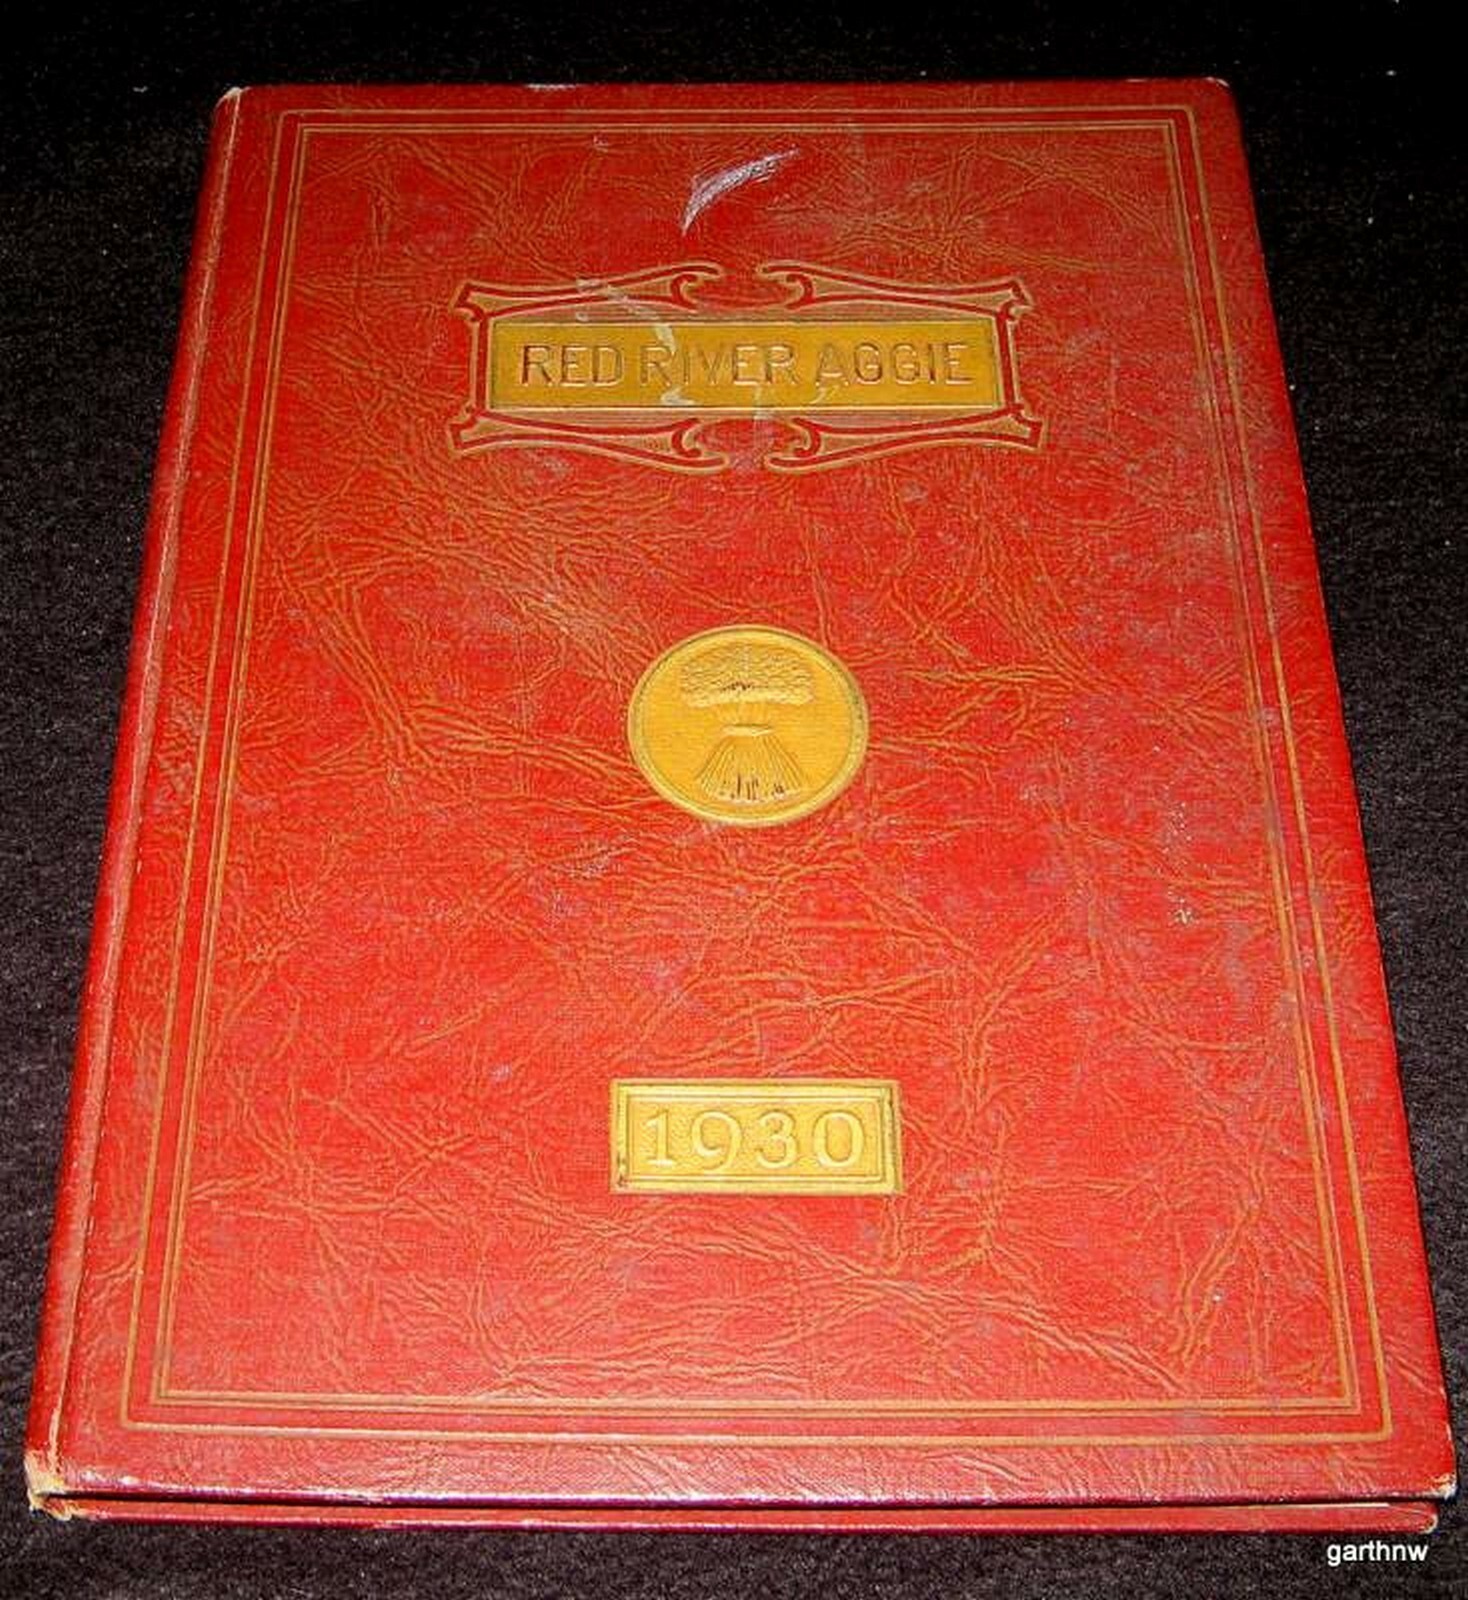 RED RIVER AGGIE
1930
garthnw